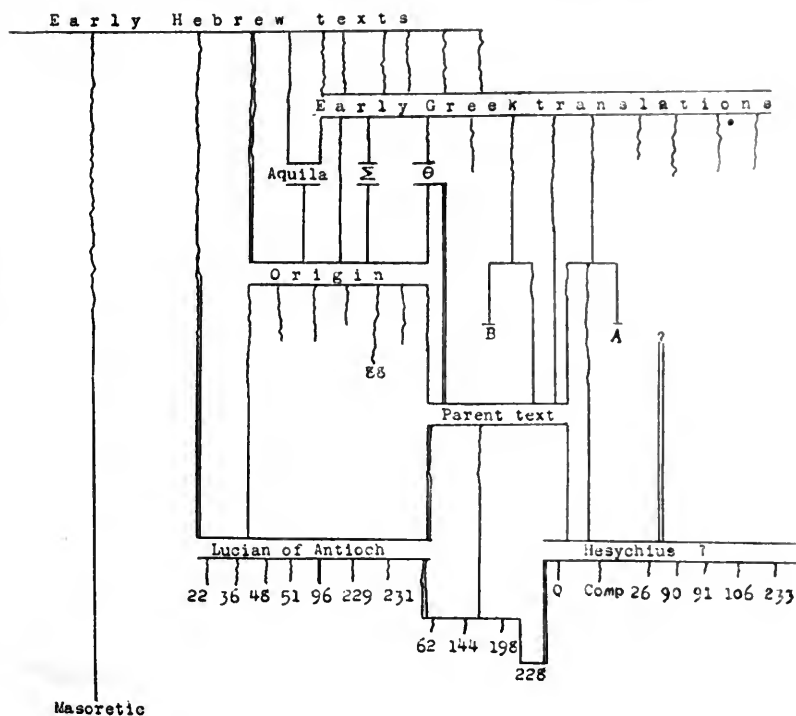 Early Hebrew texts
Early Greek translations
Aquila Σ Θ
Origin
B A ?
88
Parent text
Lucian of Antioch Hesychius ?
22 36 48 51 96 229 231 Q Comp 26 90 91 106 233
62 144 198
228
Masoretic